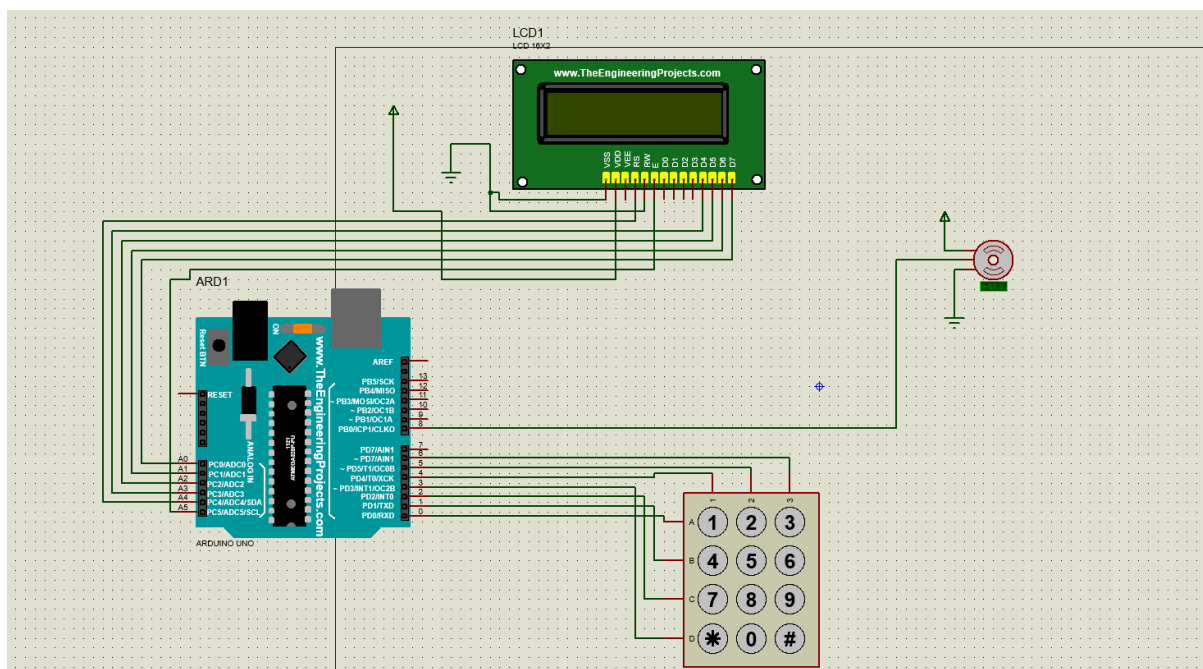 LCD1
LCD 16X2
www.TheEngineeringProjects.com
VSS
VDD
VEE
RS
RW
E
D0
D1
D2
D3
D4
D5
D6
D7
ARD1
Reset BTN
ON
www.TheEngineeringProjects.com
AREF
RESET
13
PB5/SCK
12
PB4/MISO
11
~ PB3/MOSI/OC2A
10
~ PB2/OC1B
9
~ PB1/OC1A
8
PB0/ICP1/CLKO
ANALOG IN
7
PD7/AIN1
6
~ PD7/AIN1
5
~ PD5/T1/OC0B
4
PD4/T0/XCK
3
~ PD3/INT1/OC2B
2
PD2/INT0
1
PD1/TXD
0
PD0/RXD
A0
PC0/ADC0
A1
PC1/ADC1
A2
PC2/ADC2
A3
PC3/ADC3
A4
PC4/ADC4/SDA
A5
PC5/ADC5/SCL
ARDUINO UNO
1 2 3
A 1 2 3
B 4 5 6
C 7 8 9
D * 0 #